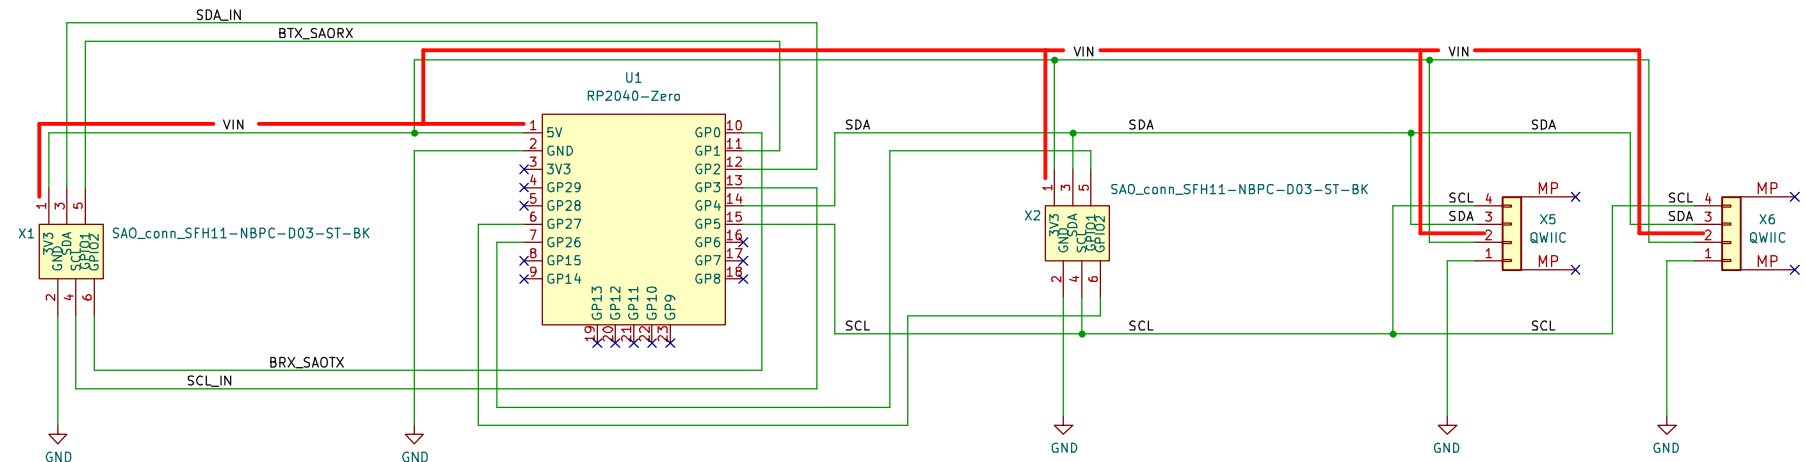 SDA_IN
BTX_SAORX
VIN
VIN
VIN
U1
RP2040-Zero
1 5V
2 GND
3 3V3
4 GP29
5 GP28
6 GP27
7 GP26
8 GP15
9 GP14
GP0 10
GP1 11
GP2 12
GP3 13
GP4 14
GP5 15
GP6 16
GP7 17
GP8 18
GP13 GP12 GP11 GP10 GP9
19 20 21 22 23
1 3 5
X1
SAO_conn_SFH11-NBPC-D03-ST-BK
3V3 GND SDA SCL GPIO1 GPIO2
2 4 6
BRX_SAOTX
SCL_IN
GND
GND
SDA
SDA
SDA
1 3 5
X2
SAO_conn_SFH11-NBPC-D03-ST-BK
3V3 GND SDA SCL GPIO1 GPIO2
2 4 6
SCL
SCL
SCL
GND
SCL 4
SDA 3
2
1
MP
X5
QWIIC
MP
GND
SCL 4
SDA 3
2
1
MP
X6
QWIIC
MP
GND